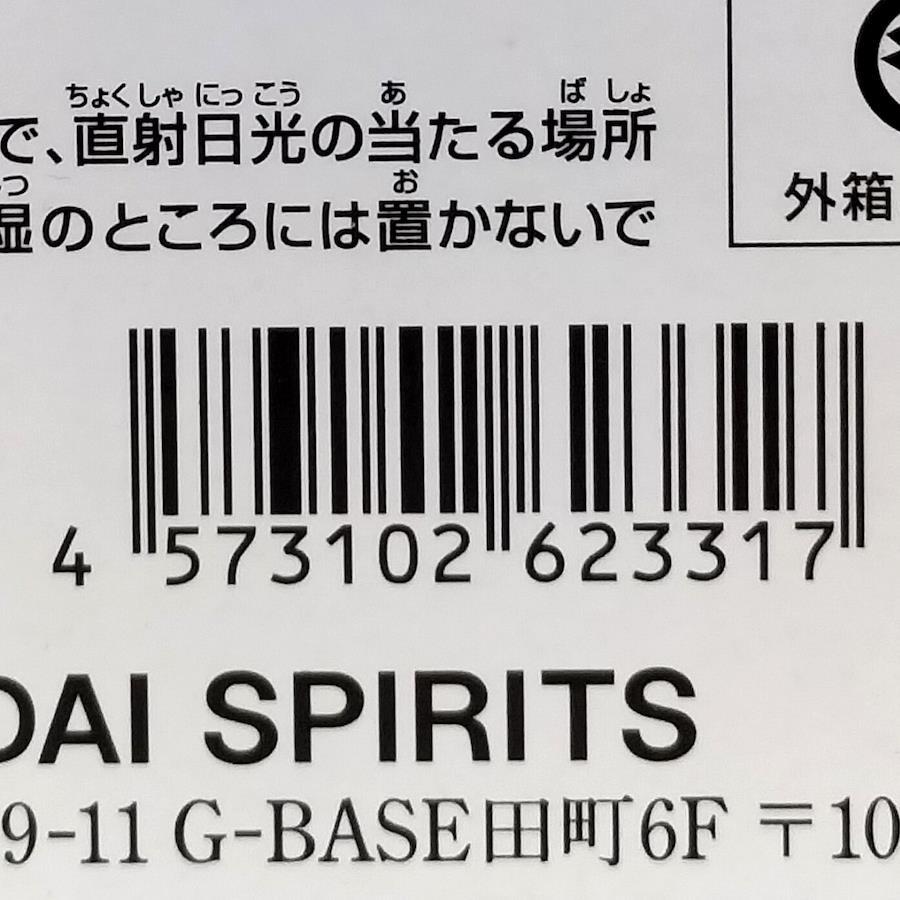 ちょくしゃ にっこう あ ばしょ
で、直射日光の当たる場所
つ お
湿のところには置かないで
外箱
4 573102 623317
DAI SPIRITS
9-11 G-BASE田町6F 〒10